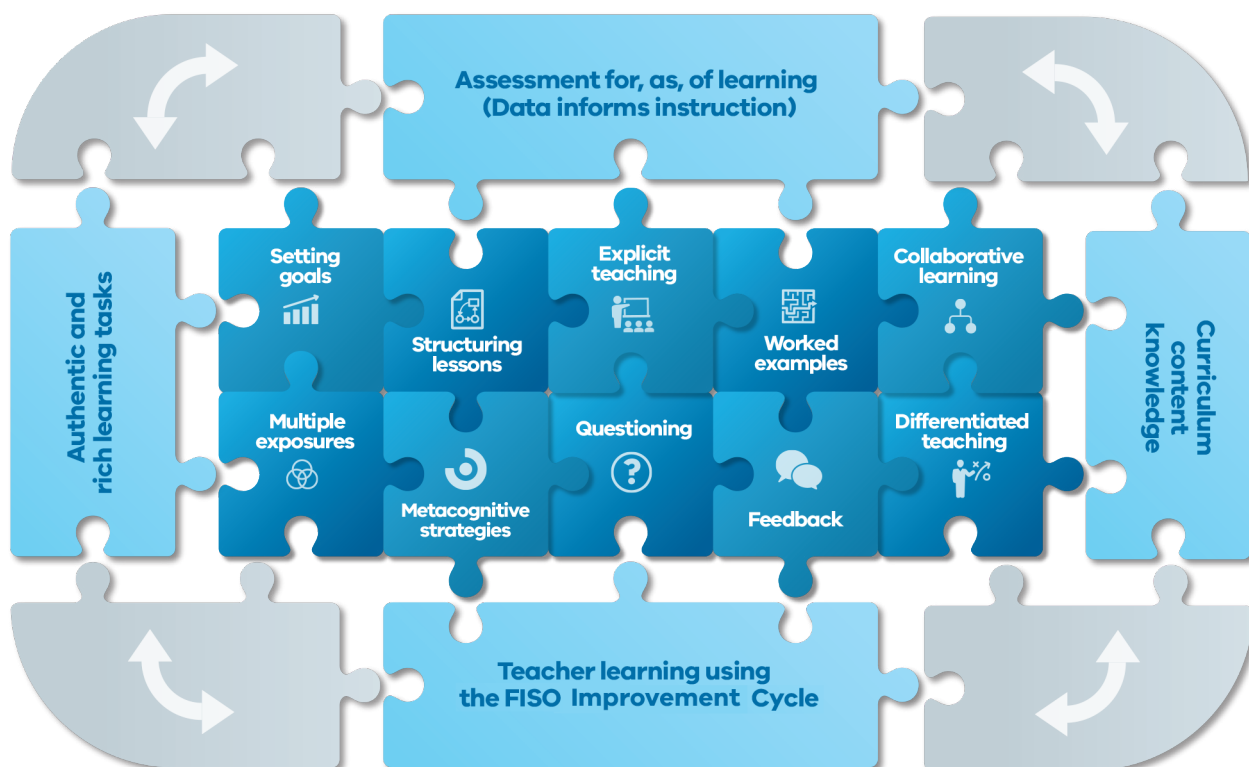 Assessment for, as, of learning
(Data informs instruction)
Authentic and
rich learning tasks
Setting
goals
Structuring
lessons
Explicit
teaching
Worked
examples
Collaborative
learning
Multiple
exposures
Metacognitive
strategies
Questioning
?
Feedback
Differentiated
teaching
Curriculum
content
knowledge
Teacher learning using
the FISO Improvement Cycle